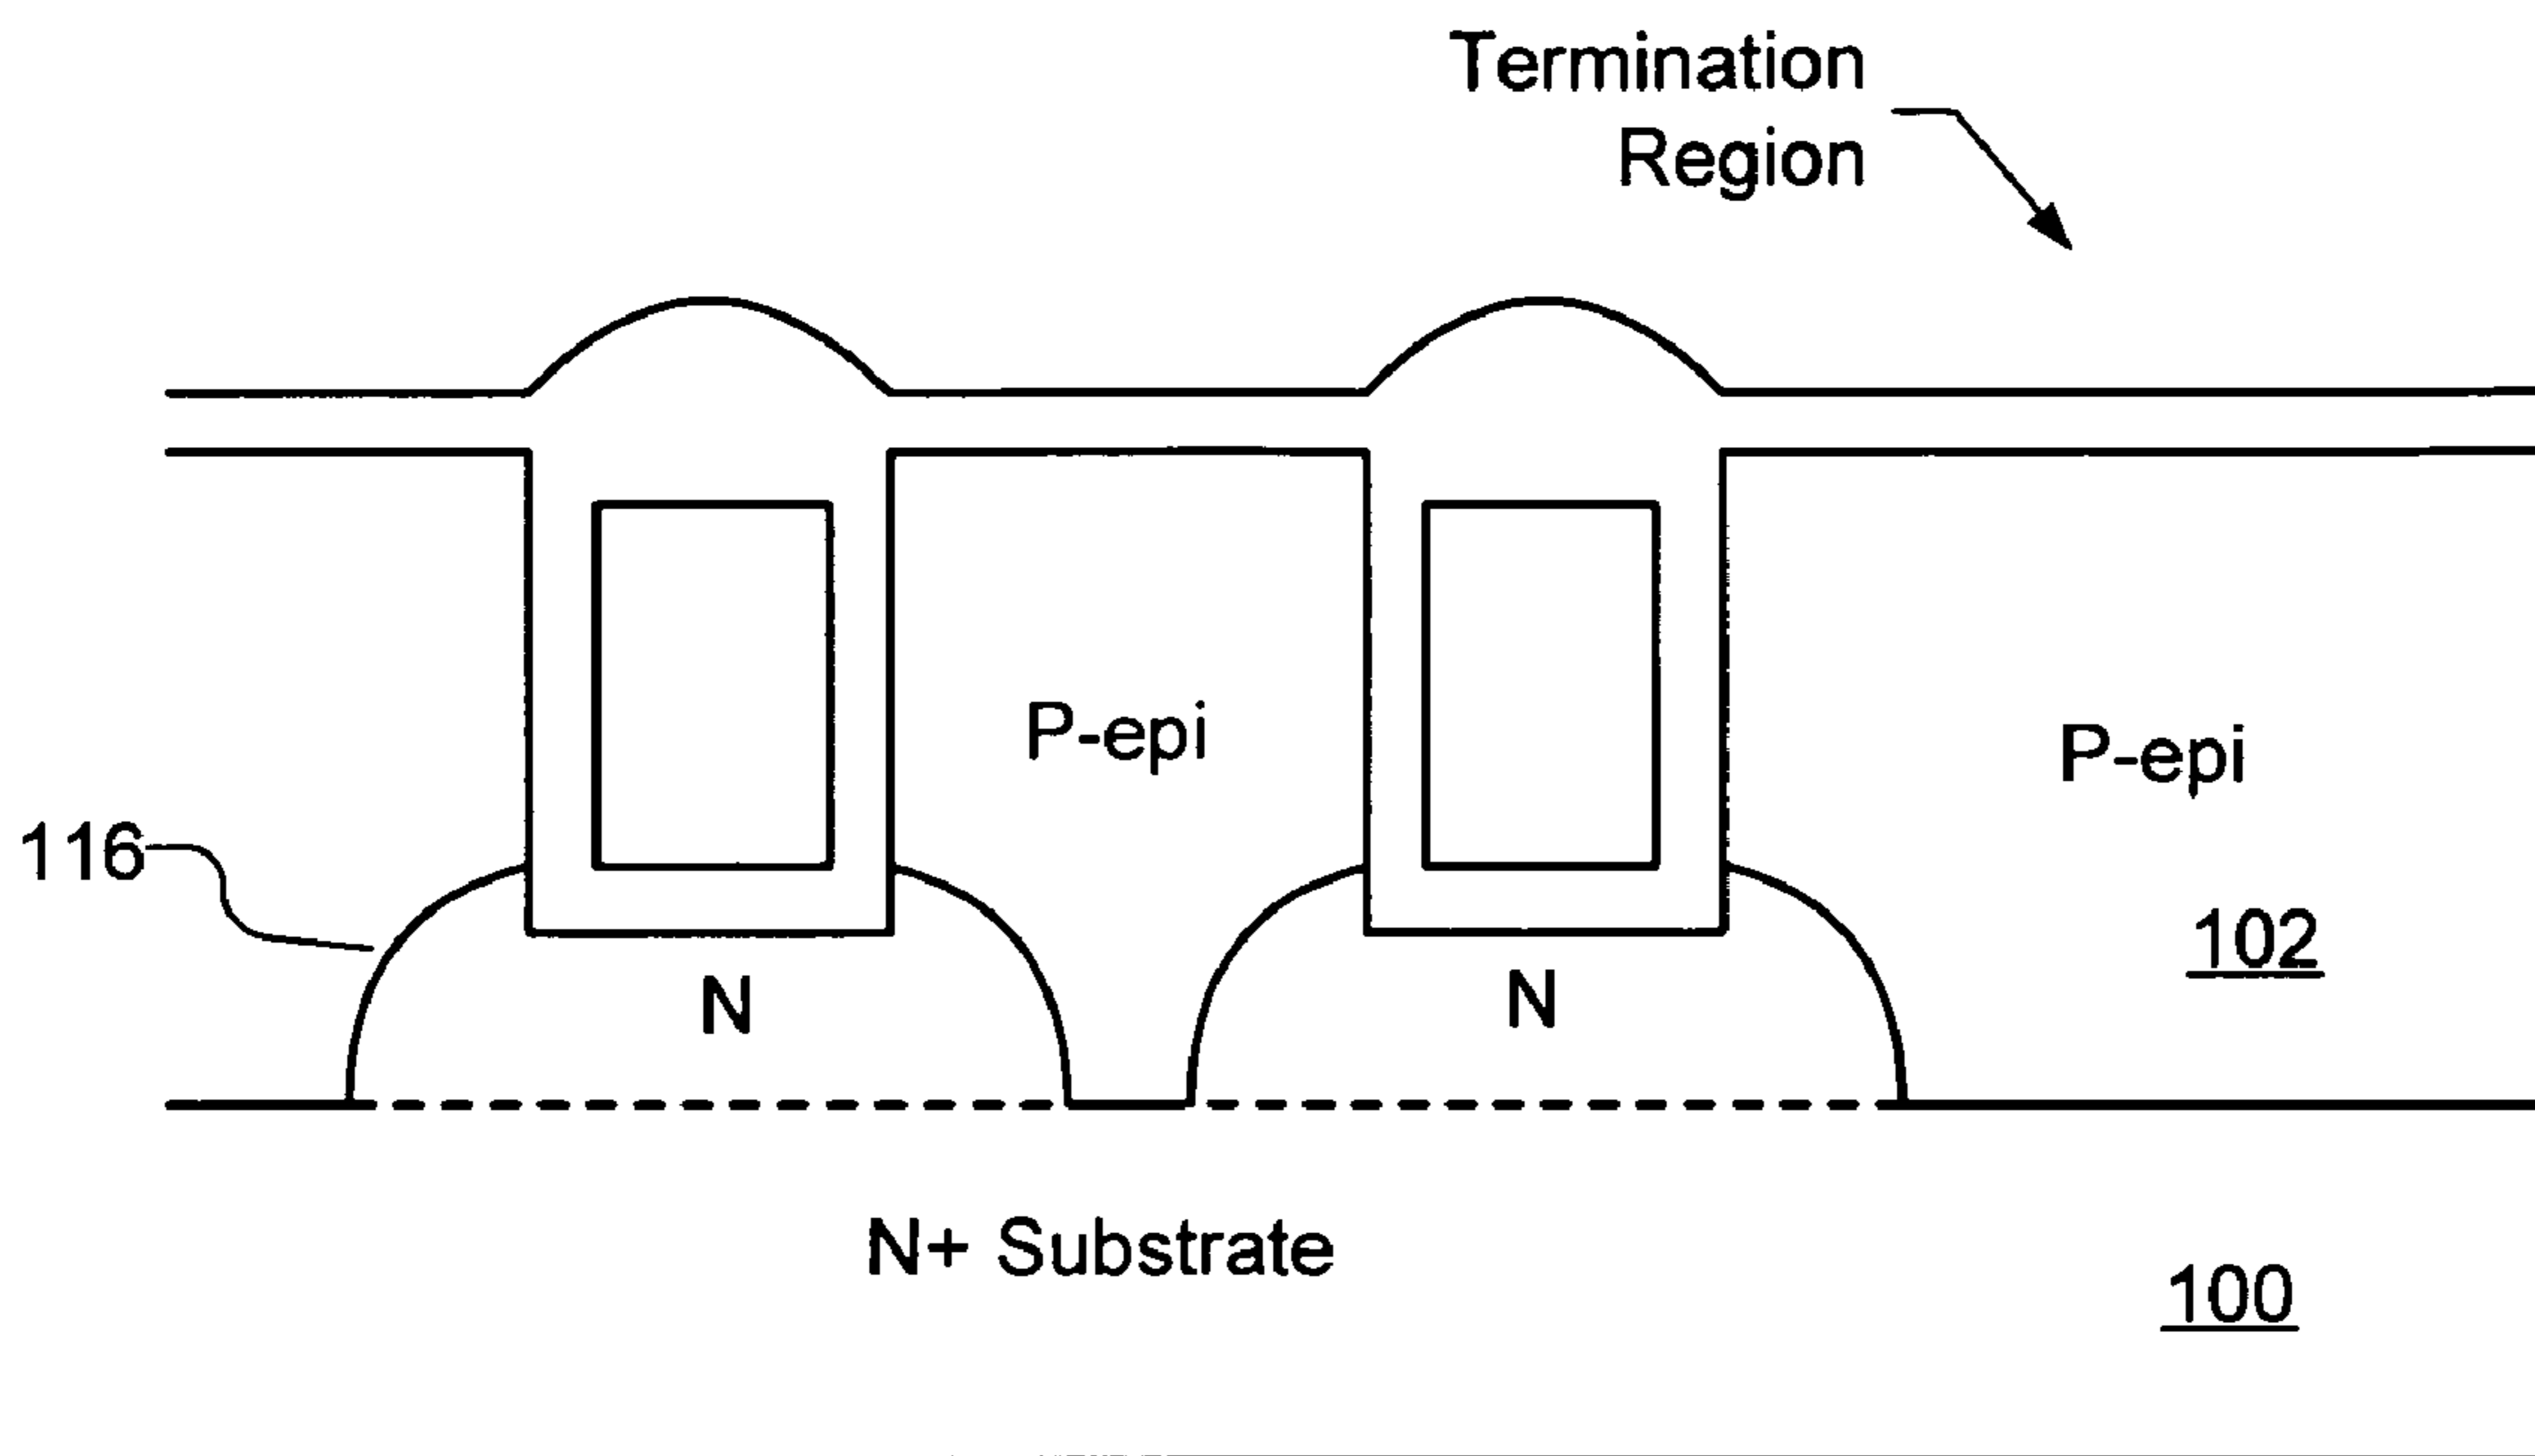 Termination
Region
P-epi
P-epi
116
102
N
N
N+ Substrate
100